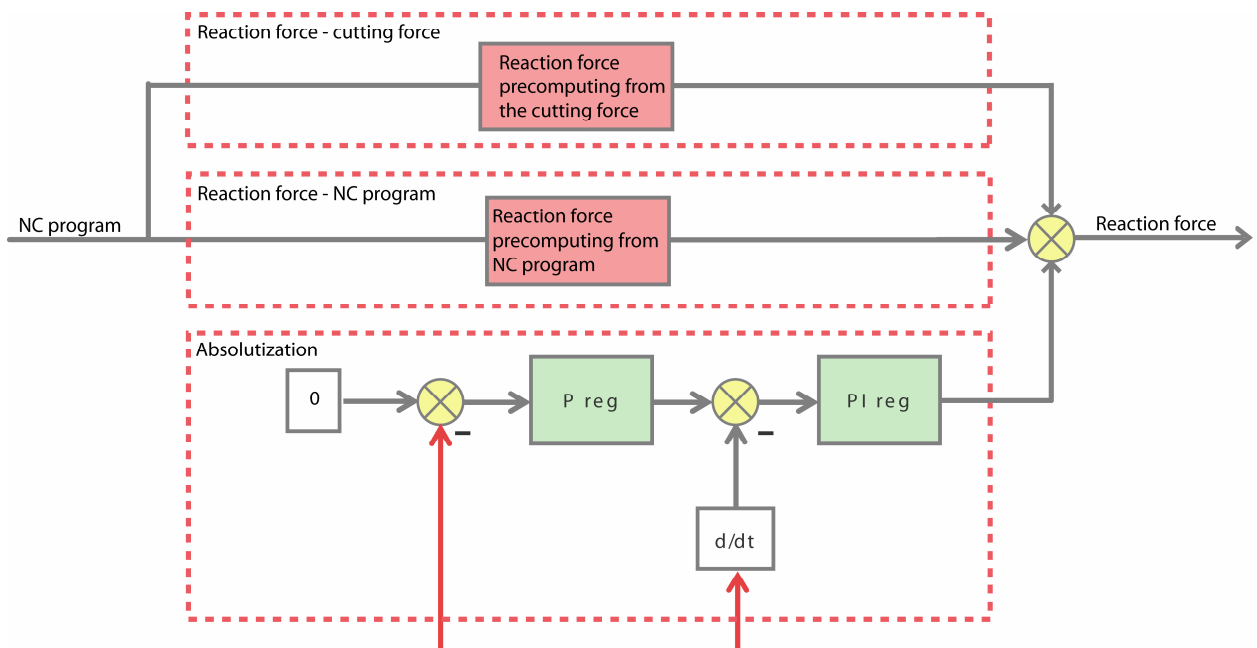 Reaction force - cutting force
Reaction force
precomputing from
the cutting force
Reaction force - NC program
NC program
Reaction force
precomputing from
NC program
Reaction force
Absolutization
0
P reg
PI reg
–
–
d/dt